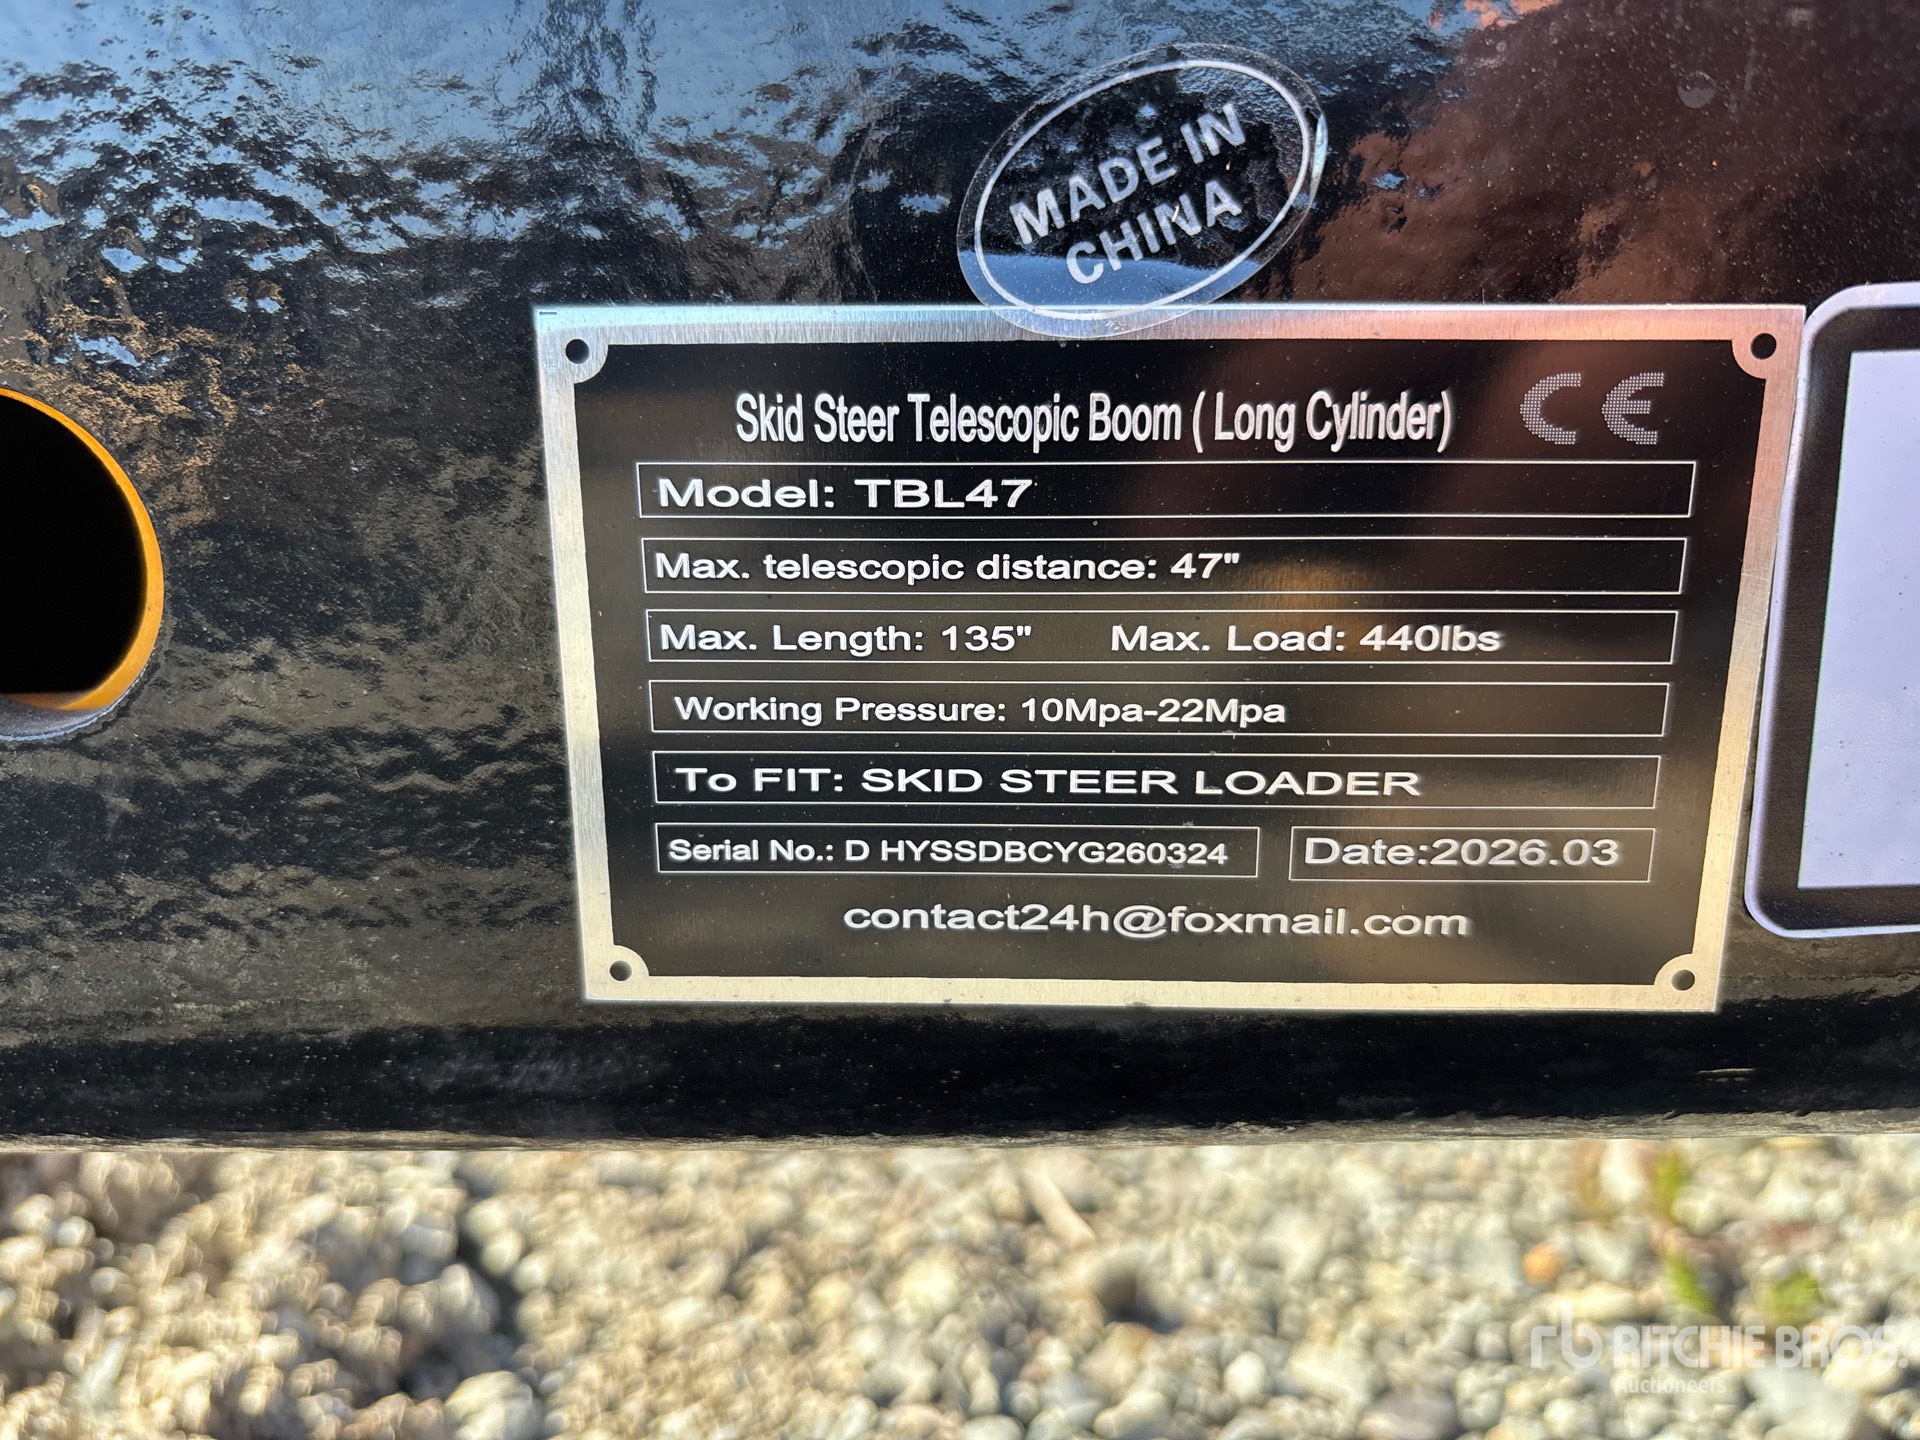 MADE IN
CHINA
Skid Steer Telescopic Boom ( Long Cylinder)
CE
Model: TBL47
Max. telescopic distance: 47"
Max. Length: 135" Max. Load: 440lbs
Working Pressure: 10Mpa-22Mpa
To FIT: SKID STEER LOADER
Serial No.: D HYSSDBCYG260324 Date:2026.03
contact24h@foxmail.com
rb RITCHIE BROS.
Auctioneers